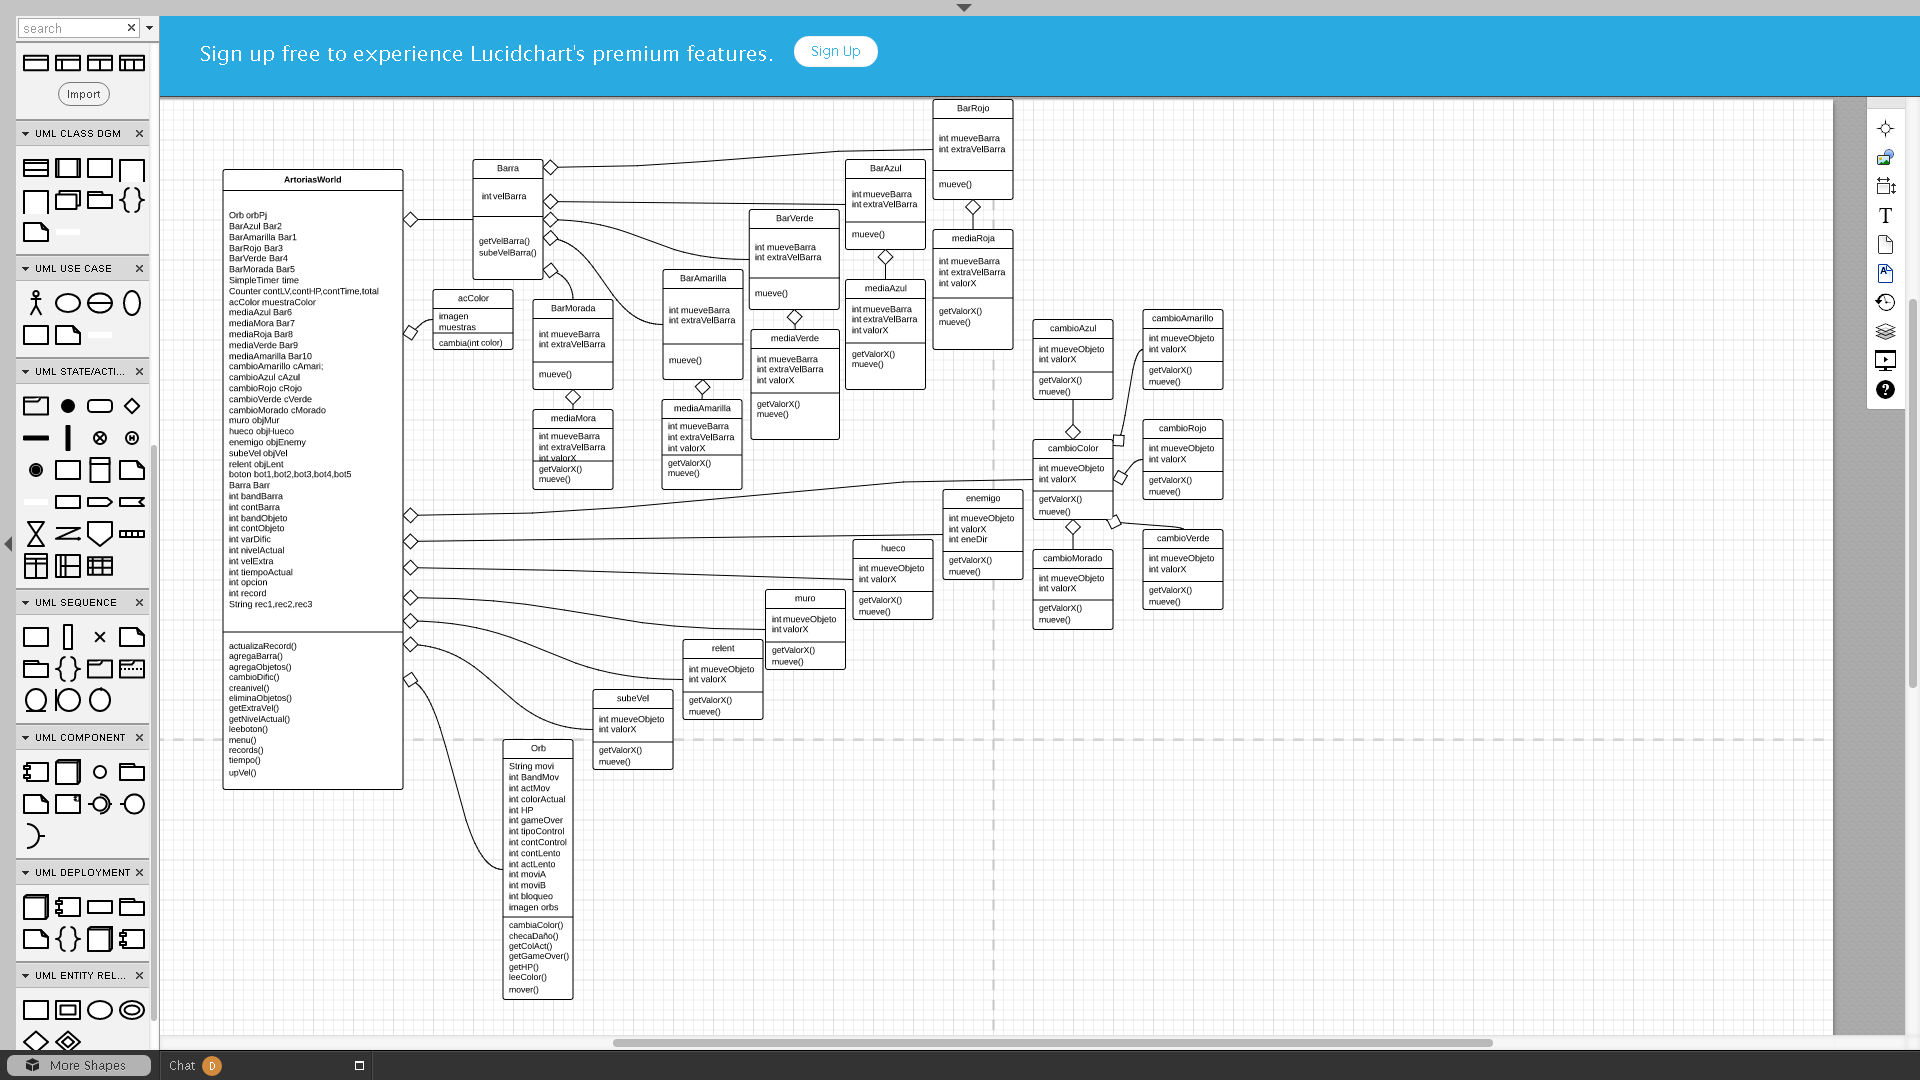 search
Import
UML CLASS DGM
UML USE CASE
UML STATE/ACTI...
UML SEQUENCE
UML COMPONENT
UML DEPLOYMENT
UML ENTITY REL...
More Shapes
Chat D
Sign up free to experience Lucidchart's premium features.
Sign Up
ArtoriasWorld
Orb orbPj
BarAzul Bar2
BarAmarilla Bar1
BarRojo Bar3
BarVerde Bar4
BarMorada Bar5
SimpleTimer time
Counter contLV,contHP,contTime,total
acColor muestraColor
mediaAzul Bar6
mediaMora Bar7
mediaRoja Bar8
mediaVerde Bar9
mediaAmarilla Bar10
cambioAmarillo cAmari;
cambioAzul cAzul
cambioRojo cRojo
cambioVerde cVerde
cambioMorado cMorado
muro objMur
hueco objHueco
enemigo objEnemy
subeVel objVel
relent objLent
boton bot1,bot2,bot3,bot4,bot5
Barra Barr
int bandBarra
int contBarra
int bandObjeto
int contObjeto
int varDific
int nivelActual
int velExtra
int tiempoActual
int opcion
int record
String rec1,rec2,rec3
actualizaRecord()
agregaBarra()
agregaObjetos()
cambioDific()
creanivel()
eliminaObjetos()
getExtraVel()
getNivelActual()
leeboton()
menu()
records()
tiempo()
upVel()
Barra
int velBarra
getVelBarra()
subeVelBarra()
acColor
imagen
muestras
cambia(int color)
BarMorada
int mueveBarra
int extraVelBarra
mueve()
mediaMora
int mueveBarra
int extraVelBarra
int valorX
getValorX()
mueve()
BarAmarilla
int mueveBarra
int extraVelBarra
mueve()
mediaAmarilla
int mueveBarra
int extraVelBarra
int valorX
getValorX()
mueve()
BarVerde
int mueveBarra
int extraVelBarra
mueve()
mediaVerde
int mueveBarra
int extraVelBarra
int valorX
getValorX()
mueve()
BarAzul
int mueveBarra
int extraVelBarra
mueve()
mediaAzul
int mueveBarra
int extraVelBarra
int valorX
getValorX()
mueve()
BarRojo
int mueveBarra
int extraVelBarra
mueve()
mediaRoja
int mueveBarra
int extraVelBarra
int valorX
getValorX()
mueve()
cambioAzul
int mueveObjeto
int valorX
getValorX()
mueve()
cambioAmarillo
int mueveObjeto
int valorX
getValorX()
mueve()
cambioColor
int mueveObjeto
int valorX
getValorX()
mueve()
cambioRojo
int mueveObjeto
int valorX
getValorX()
mueve()
cambioMorado
int mueveObjeto
int valorX
getValorX()
mueve()
cambioVerde
int mueveObjeto
int valorX
getValorX()
mueve()
enemigo
int mueveObjeto
int valorX
int eneDir
getValorX()
mueve()
hueco
int mueveObjeto
int valorX
getValorX()
mueve()
muro
int mueveObjeto
int valorX
getValorX()
mueve()
relent
int mueveObjeto
int valorX
getValorX()
mueve()
subeVel
int mueveObjeto
int valorX
getValorX()
mueve()
Orb
String movi
int BandMov
int actMov
int colorActual
int HP
int gameOver
int tipoControl
int contControl
int contLento
int actLento
int moviA
int moviB
int bloqueo
imagen orbs
cambiaColor()
checaDaño()
getColAct()
getGameOver()
getHP()
leeColor()
mover()